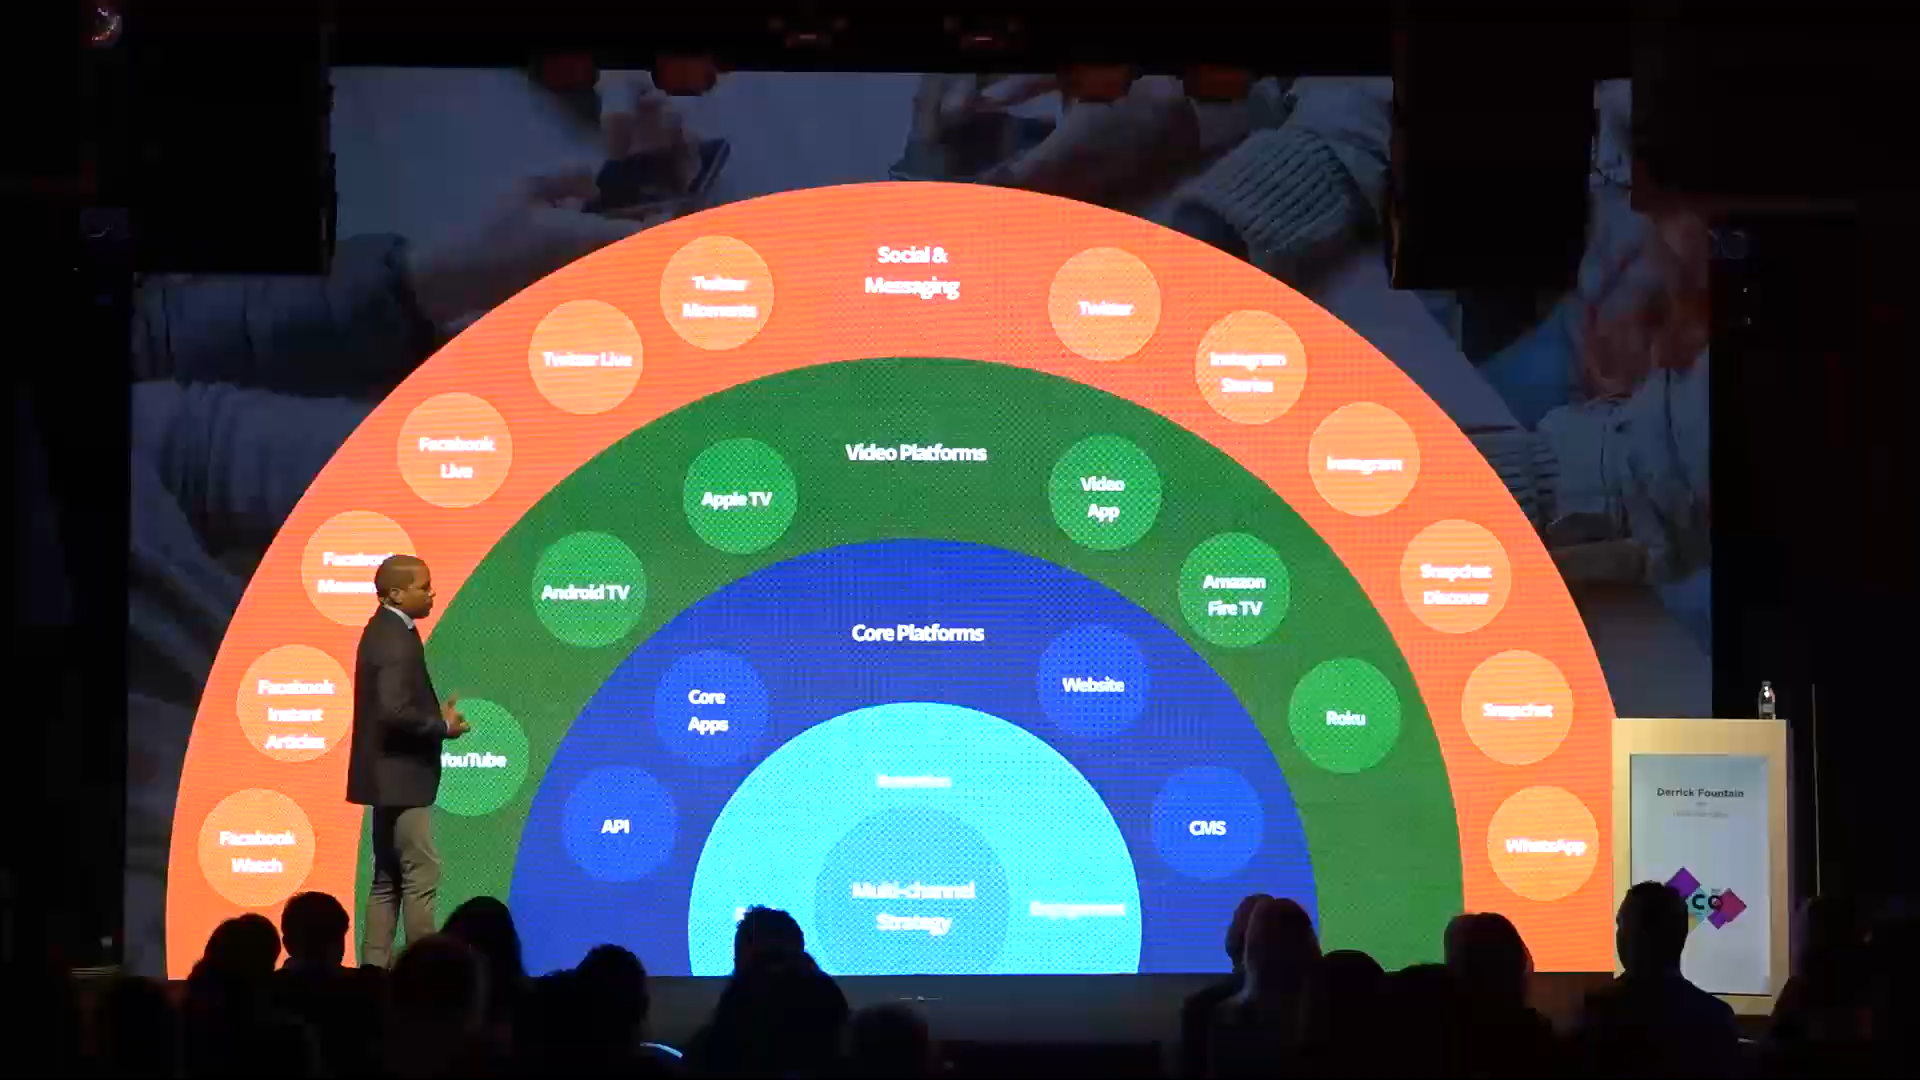 Social &
Messaging
Twitter
Moments
Twitter
Twitter Live
Instagram
Stories
Facebook
Live
Instagram
Video Platforms
Apple TV
Video
App
Facebook
Snapchat
Discover
Android TV
Amazon
Fire TV
Core Platforms
Facebook
Instant
Articles
Core
Apps
Website
Snapchat
Roku
YouTube
API
CMS
Facebook
Watch
WhatsApp
Multi-channel
Strategy
Engagement
Derrick Fountain